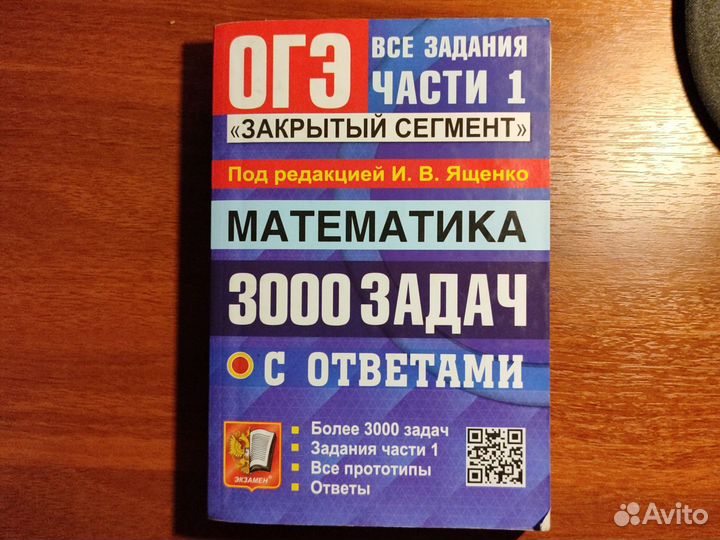 ОГЭ
ВСЕ ЗАДАНИЯ
ЧАСТИ 1
«ЗАКРЫТЫЙ СЕГМЕНТ»
Под редакцией И. В. Ященко
МАТЕМАТИКА
3000 ЗАДАЧ
С ОТВЕТАМИ
Более 3000 задач
Задания части 1
Все прототипы
Ответы
ЭКЗАМЕН®
Avito